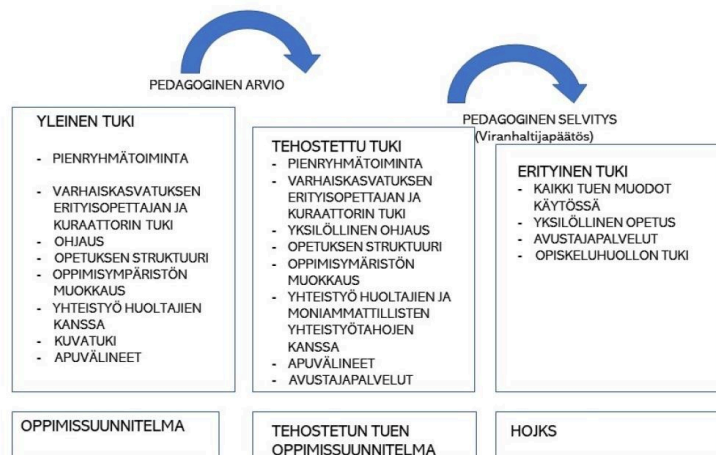 PEDAGOGINEN ARVIO
PEDAGOGINEN SELVITYS
(Viranhaltijapäätös)
YLEINEN TUKI
- PIENRYHMÄTOIMINTA
- VARHAISKASVATUKSEN
ERITYISOPETTAJAN JA
KURAATTORIN TUKI
- OHJAUS
- OPETUKSEN STRUKTUURI
- OPPIMISYMPÄRISTÖN
MUOKKAUS
- YHTEISTYÖ HUOLTAJIEN
KANSSA
- KUVATUKI
- APUVÄLINEET
TEHOSTETTU TUKI
- PIENRYHMÄTOIMINTA
- VARHAISKASVATUKSEN
ERITYISOPETTAJAN JA
KURAATTORIN TUKI
- YKSILÖLLINEN OHJAUS
- OPETUKSEN STRUKTUURI
- OPPIMISYMÄRISTÖN
MUOKKAUS
- YHTEISTYÖ HUOLTAJIEN JA
MONIAMMATTILLISTEN
YHTEISTYÖTAHOJEN
KANSSA
- APUVÄLINEET
- AVUSTAJAPALVELUT
ERITYINEN TUKI
- KAIKKI TUEN MUODOT
KÄYTÖSSÄ
- YKSILÖLLINEN OPETUS
- AVUSTAJAPALVELUT
- OPISKELUHUOLLON TUKI
OPPIMISSUUNNITELMA
TEHOSTETUN TUEN
OPPIMISSUUNNITELMA
HOJKS